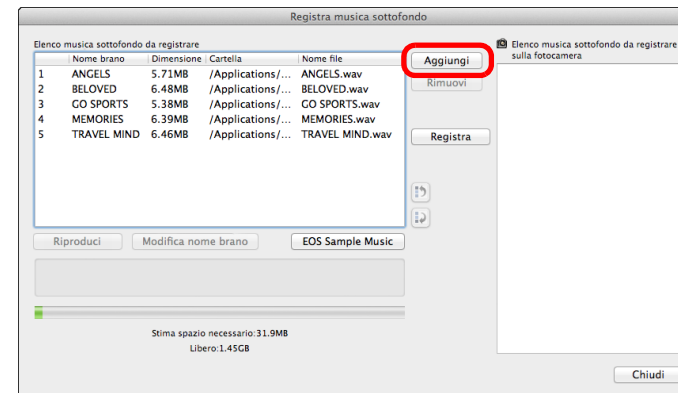 Registra musica sottofondo
Elenco musica sottofondo da registrare
Nome brano Dimensione Cartella Nome file
1 ANGELS 5.71MB /Applications/... ANGELS.wav
2 BELOVED 6.48MB /Applications/... BELOVED.wav
3 GO SPORTS 5.38MB /Applications/... GO SPORTS.wav
4 MEMORIES 6.39MB /Applications/... MEMORIES.wav
5 TRAVEL MIND 6.46MB /Applications/... TRAVEL MIND.wav
Aggiungi
Rimuovi
Registra
Elenco musica sottofondo da registrare
sulla fotocamera
Riproduci Modifica nome brano EOS Sample Music
Stima spazio necessario:31.9MB
Libero:1.45GB
Chiudi